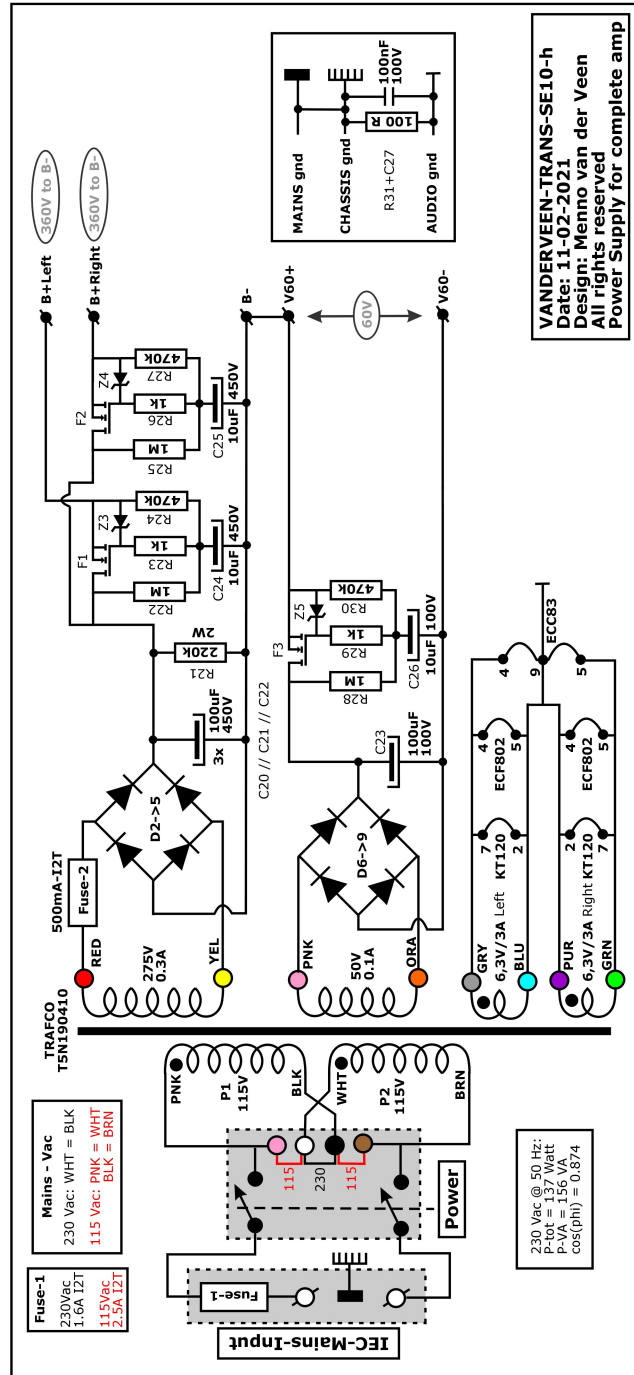 Fuse-1
230Vac
1.6A I2T
115Vac
2.5A I2T
Mains - Vac
230 Vac: WHT = BLK
115 Vac: PNK = WHT
BLK = BRN
TRAFCO
T5N190410
500mA-I2T
Fuse-2
RED
275V
0.3A
YEL
D2->5
100uF
450V
3x
C20 // C21 // C22
220k
R21
2W
F1
Z3
1M
R22
1k
R23
470k
R24
C24
10uF 450V
F2
Z4
1M
R25
1k
R26
470k
R27
C25
10uF 450V
B+Left
360V to B-
B+Right
360V to B-
B-
V60+
60V
V60-
PNK
50V
0.1A
ORA
D6->9
C23
100uF
100V
F3
Z5
1M
R28
1k
R29
470k
R30
C26
10uF 100V
GRY
6,3V/3A Left
BLU
KT120
7
2
4
5
ECF802
4
9
5
ECC83
PUR
6,3V/3A Right
GRN
KT120
2
7
4
5
ECF802
PNK
P1
115V
BLK
WHT
P2
115V
BRN
115
230
115
Power
Fuse-1
IEC-Mains-Input
230 Vac @ 50 Hz:
P-tot = 137 Watt
P-VA = 156 VA
cos(phi) = 0.874
MAINS gnd
CHASSIS gnd
100nF
100V
100 R
R31+C27
AUDIO gnd
VANDERVEEN-TRANS-SE10-h
Date: 11-02-2021
Design: Menno van der Veen
All rights reserved
Power Supply for complete amp